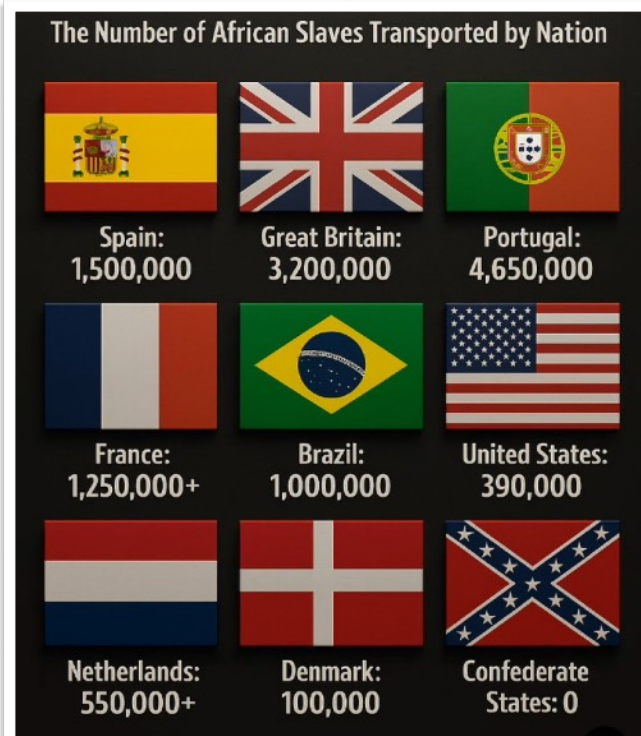 The Number of African Slaves Transported by Nation
Spain:
1,500,000
Great Britain:
3,200,000
Portugal:
4,650,000
France:
1,250,000+
Brazil:
1,000,000
United States:
390,000
Netherlands:
550,000+
Denmark:
100,000
Confederate
States: 0